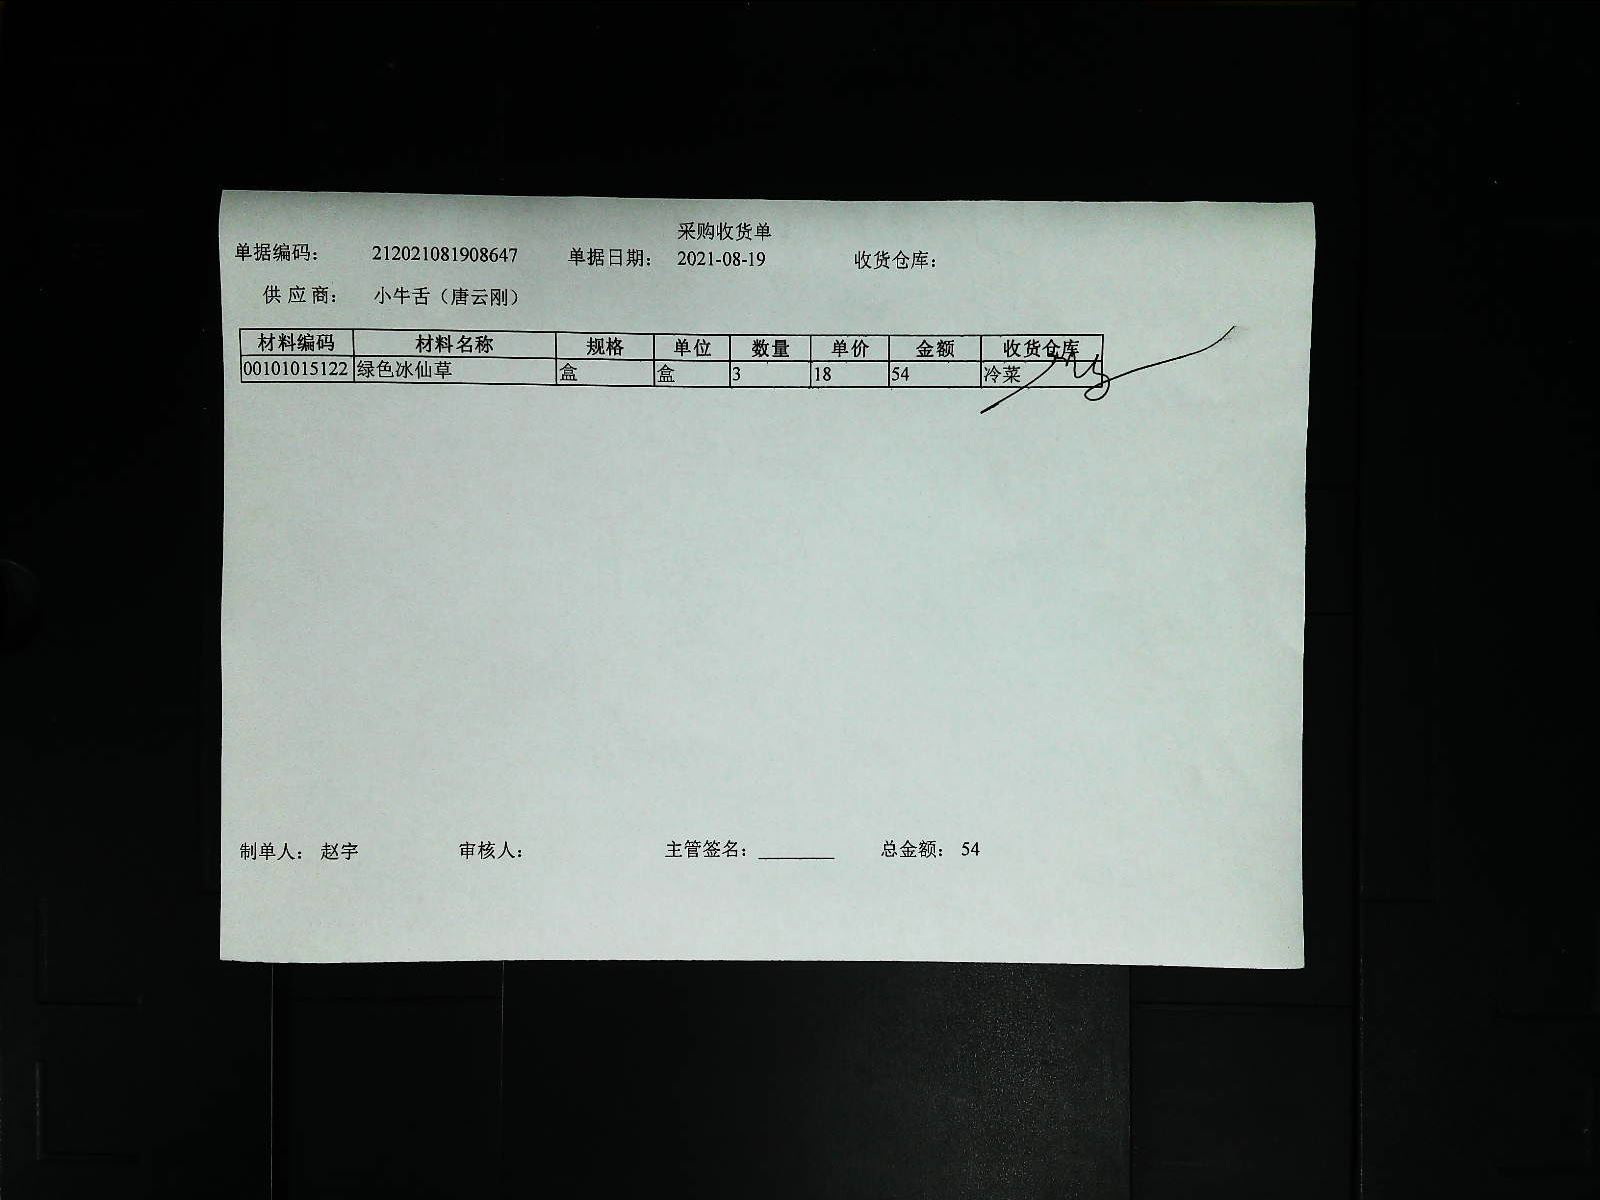 采购收货单
单据编码： 212021081908647 单据日期： 2021-08-19 收货仓库：
供 应 商： 小牛舌（唐云刚）
材料编码 材料名称 规格 单位 数量 单价 金额 收货仓库
00101015122 绿色冰仙草 盒 盒 3 18 54 冷菜
制单人： 赵宇 审核人： 主管签名： ________ 总金额： 54